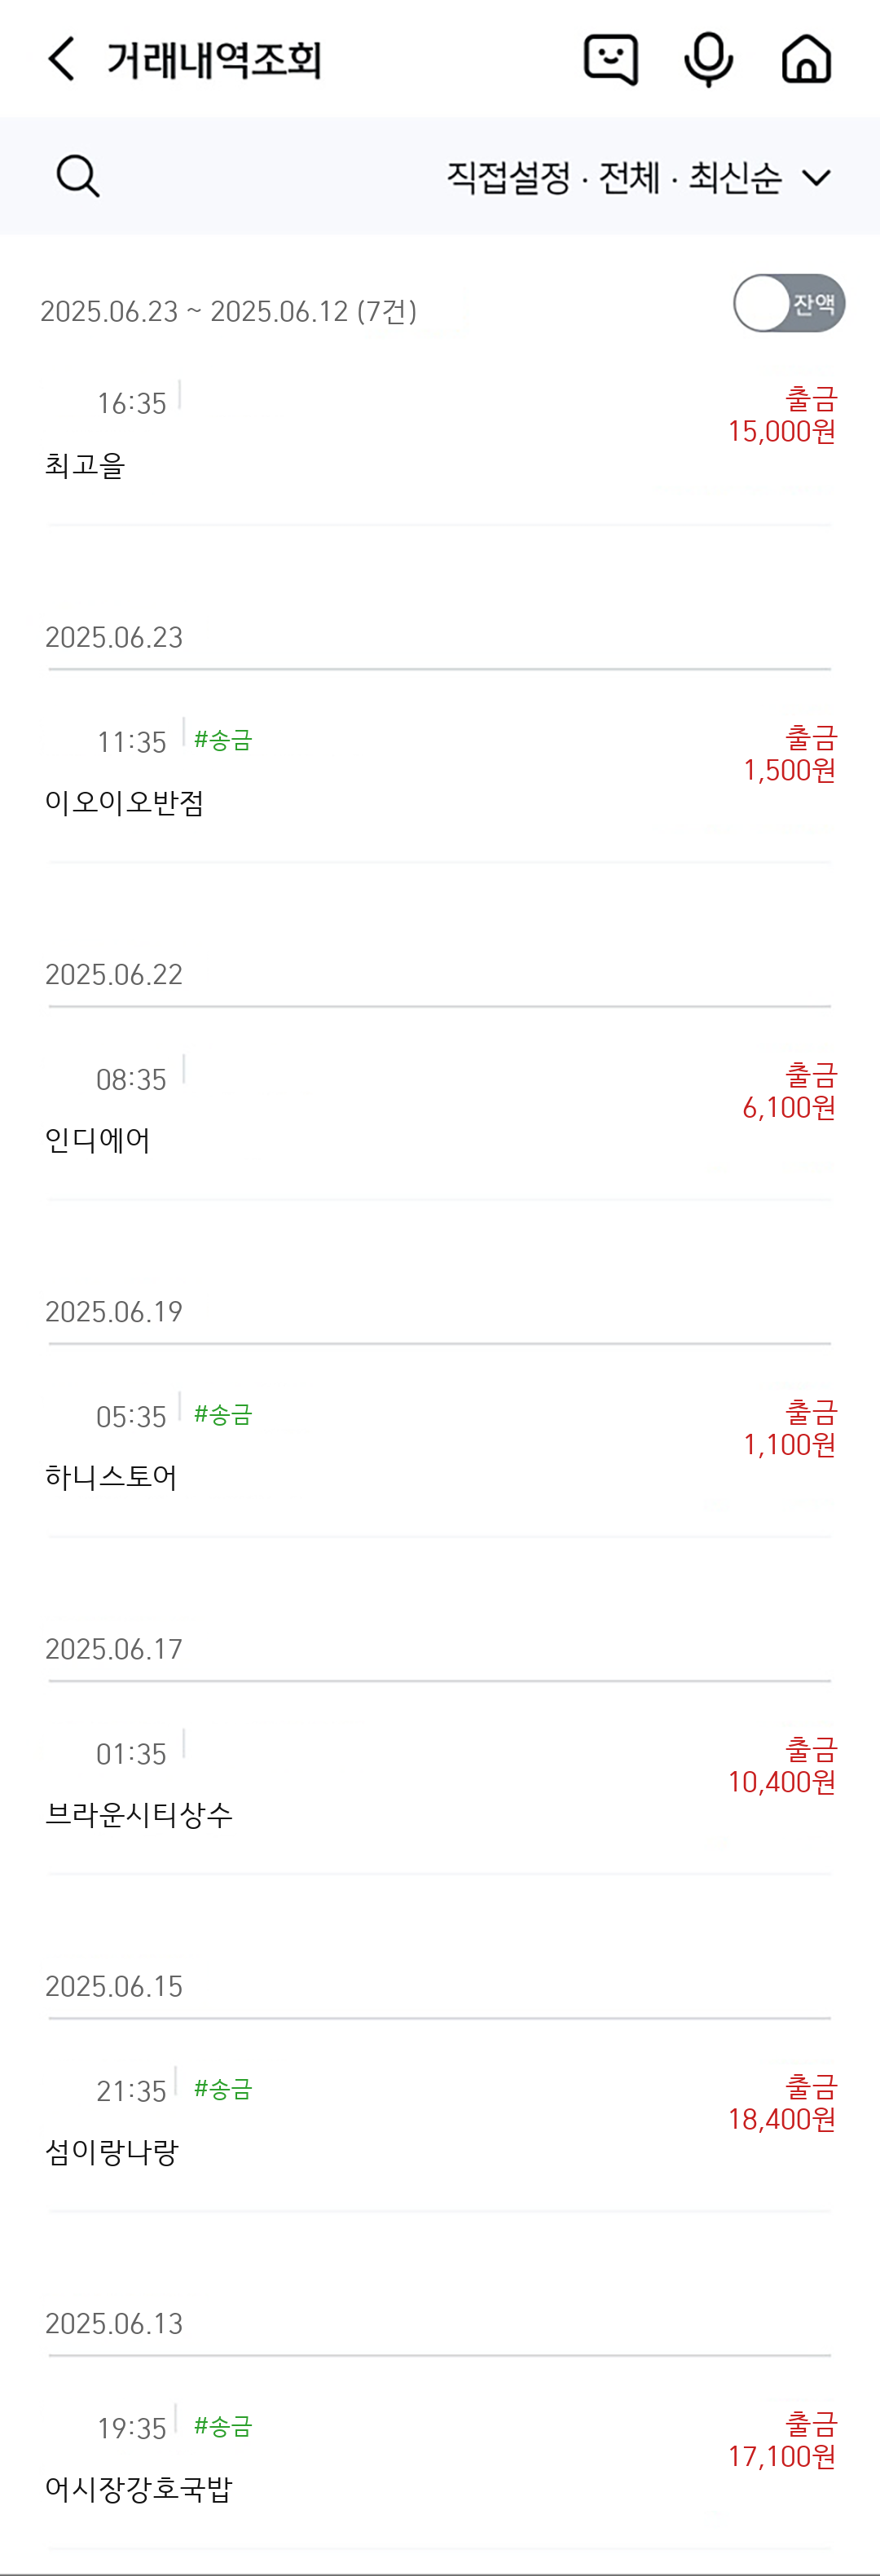 거래내역조회
직접설정 · 전체 · 최신순
2025.06.23 ~ 2025.06.12 (7건)
잔액
16:35
출금
15,000원
최고을
2025.06.23
11:35 #송금
출금
1,500원
이오이오반점
2025.06.22
08:35
출금
6,100원
인디에어
2025.06.19
05:35 #송금
출금
1,100원
하니스토어
2025.06.17
01:35
출금
10,400원
브라운시티상수
2025.06.15
21:35 #송금
출금
18,400원
섬이랑나랑
2025.06.13
19:35 #송금
출금
17,100원
어시장강호국밥